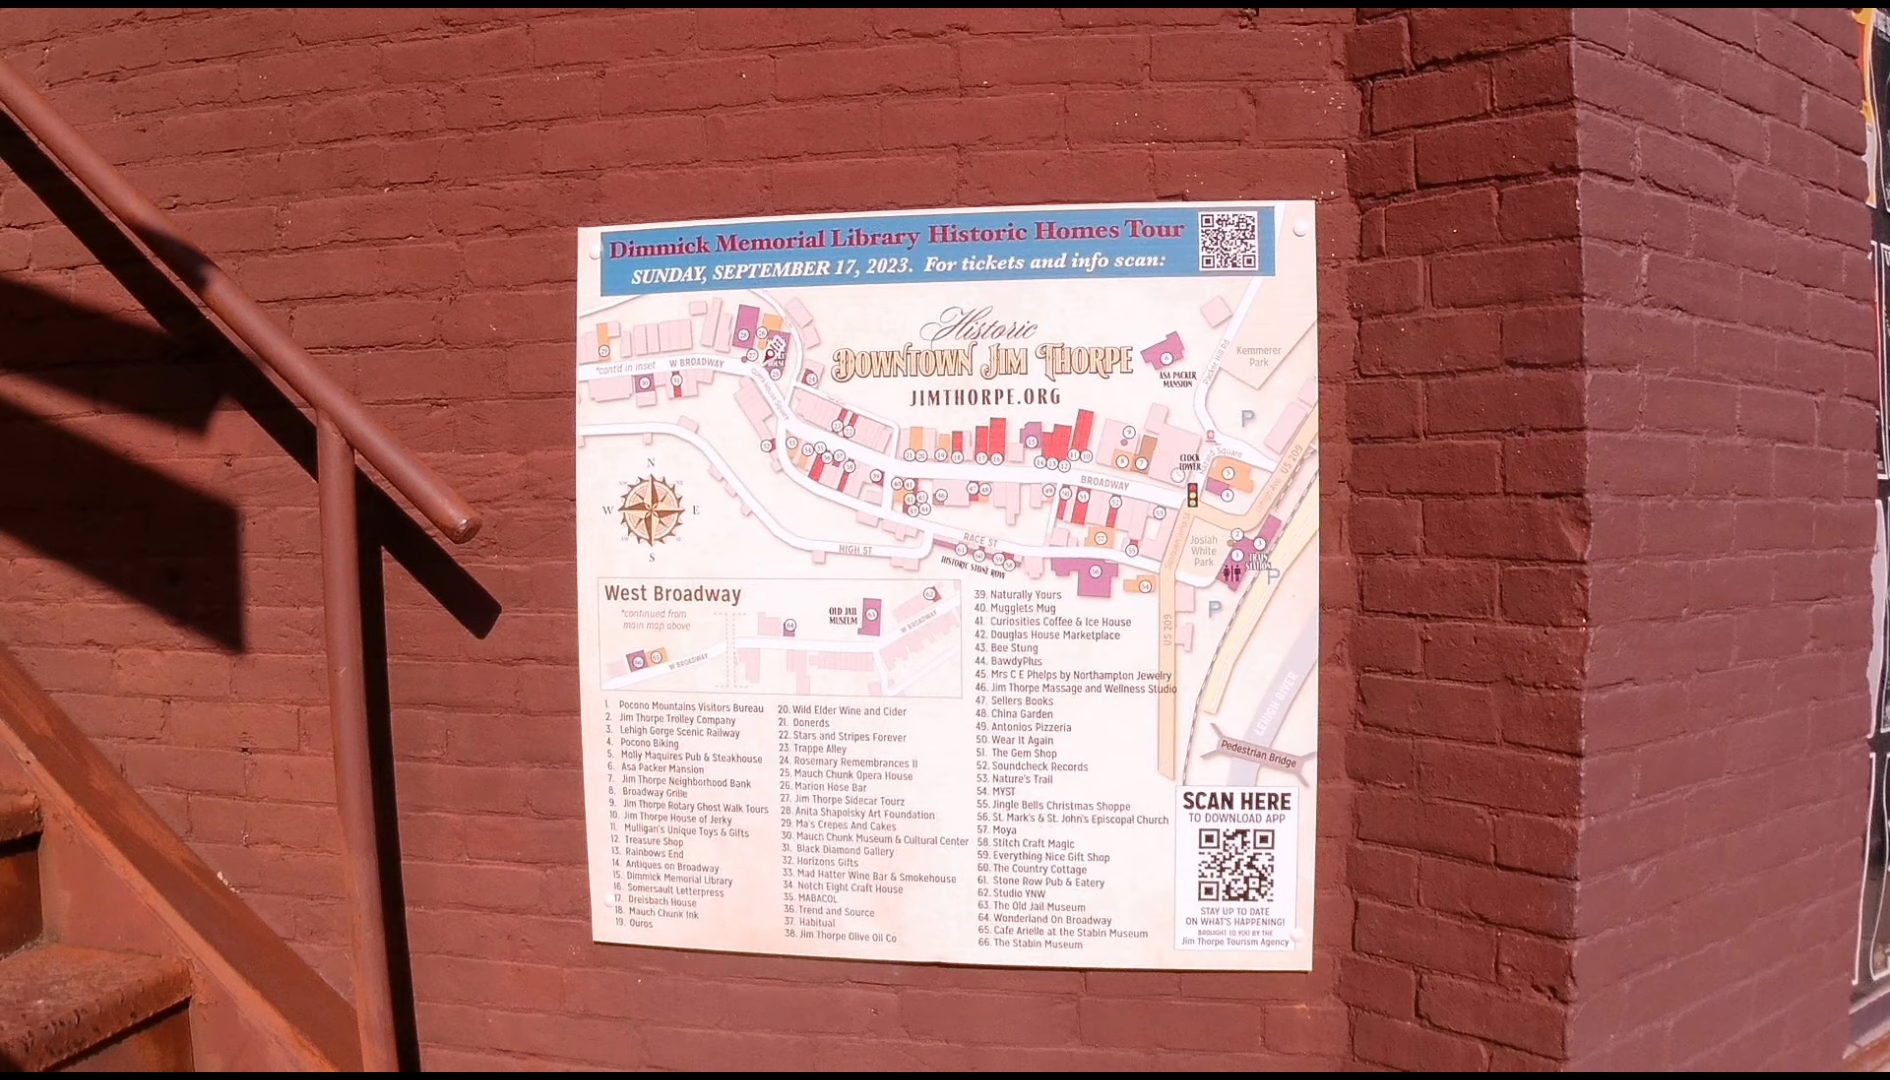 Dimmick Memorial Library Historic Homes Tour
SUNDAY, SEPTEMBER 17, 2023. For tickets and info scan:
Historic
DOWNTOWN JIM THORPE
JIMTHORPE.ORG
ASA PACKER
MANSION
Packer Hill Rd
Kemmerer
Park
P
*cont'd in inset
W BROADWAY
CLOCK
TOWER
US 209
BROADWAY
N
W
E
S
HIGH ST
RACE ST
HISTORIC STONE ROW
Josiah
White
Park
TRAIN
STATION
P
P
US 209
LEHIGH RIVER
Pedestrian Bridge
West Broadway
*continued from
main map above
OLD JAIL
MUSEUM
W BROADWAY
W BROADWAY
1. Pocono Mountains Visitors Bureau
2. Jim Thorpe Trolley Company
3. Lehigh Gorge Scenic Railway
4. Pocono Biking
5. Molly Maguires Pub & Steakhouse
6. Asa Packer Mansion
7. Jim Thorpe Neighborhood Bank
8. Broadway Grille
9. Jim Thorpe Rotary Ghost Walk Tours
10. Jim Thorpe House of Jerky
11. Mulligan's Unique Toys & Gifts
12. Treasure Shop
13. Rainbows End
14. Antiques on Broadway
15. Dimmick Memorial Library
16. Somersault Letterpress
17. Dreisbach House
18. Mauch Chunk Ink
19. Ouros
20. Wild Elder Wine and Cider
21. Donerds
22. Stars and Stripes Forever
23. Trappe Alley
24. Rosemary Remembrances II
25. Mauch Chunk Opera House
26. Marion Hose Bar
27. Jim Thorpe Sidecar Tourz
28. Anita Shapolsky Art Foundation
29. Ma's Crepes And Cakes
30. Mauch Chunk Museum & Cultural Center
31. Black Diamond Gallery
32. Horizons Gifts
33. Mad Hatter Wine Bar & Smokehouse
34. Notch Eight Craft House
35. MABACOL
36. Trend and Source
37. Habitual
38. Jim Thorpe Olive Oil Co
39. Naturally Yours
40. Mugglets Mug
41. Curiosities Coffee & Ice House
42. Douglas House Marketplace
43. Bee Stung
44. BawdyPlus
45. Mrs C E Phelps by Northampton Jewelry
46. Jim Thorpe Massage and Wellness Studio
47. Sellers Books
48. China Garden
49. Antonios Pizzeria
50. Wear It Again
51. The Gem Shop
52. Soundcheck Records
53. Nature's Trail
54. MYST
55. Jingle Bells Christmas Shoppe
56. St. Mark's & St. John's Episcopal Church
57. Moya
58. Stitch Craft Magic
59. Everything Nice Gift Shop
60. The Country Cottage
61. Stone Row Pub & Eatery
62. Studio YNW
63. The Old Jail Museum
64. Wonderland On Broadway
65. Cafe Arielle at the Stabin Museum
66. The Stabin Museum
SCAN HERE
TO DOWNLOAD APP
STAY UP TO DATE
ON WHAT'S HAPPENING!
BROUGHT TO YOU BY THE
Jim Thorpe Tourism Agency